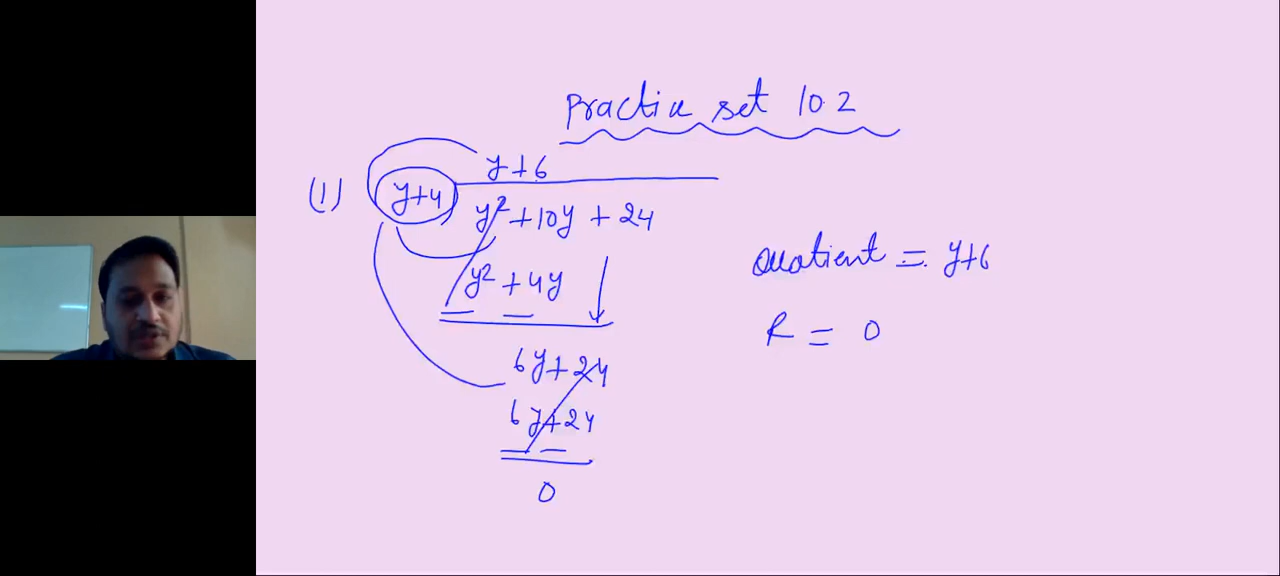 Practice set 10.2
y+6
(1) y+4) y²+10y + 24
y² + 4y
6y+24
6y+24
0
Quotient = y+6
R = 0